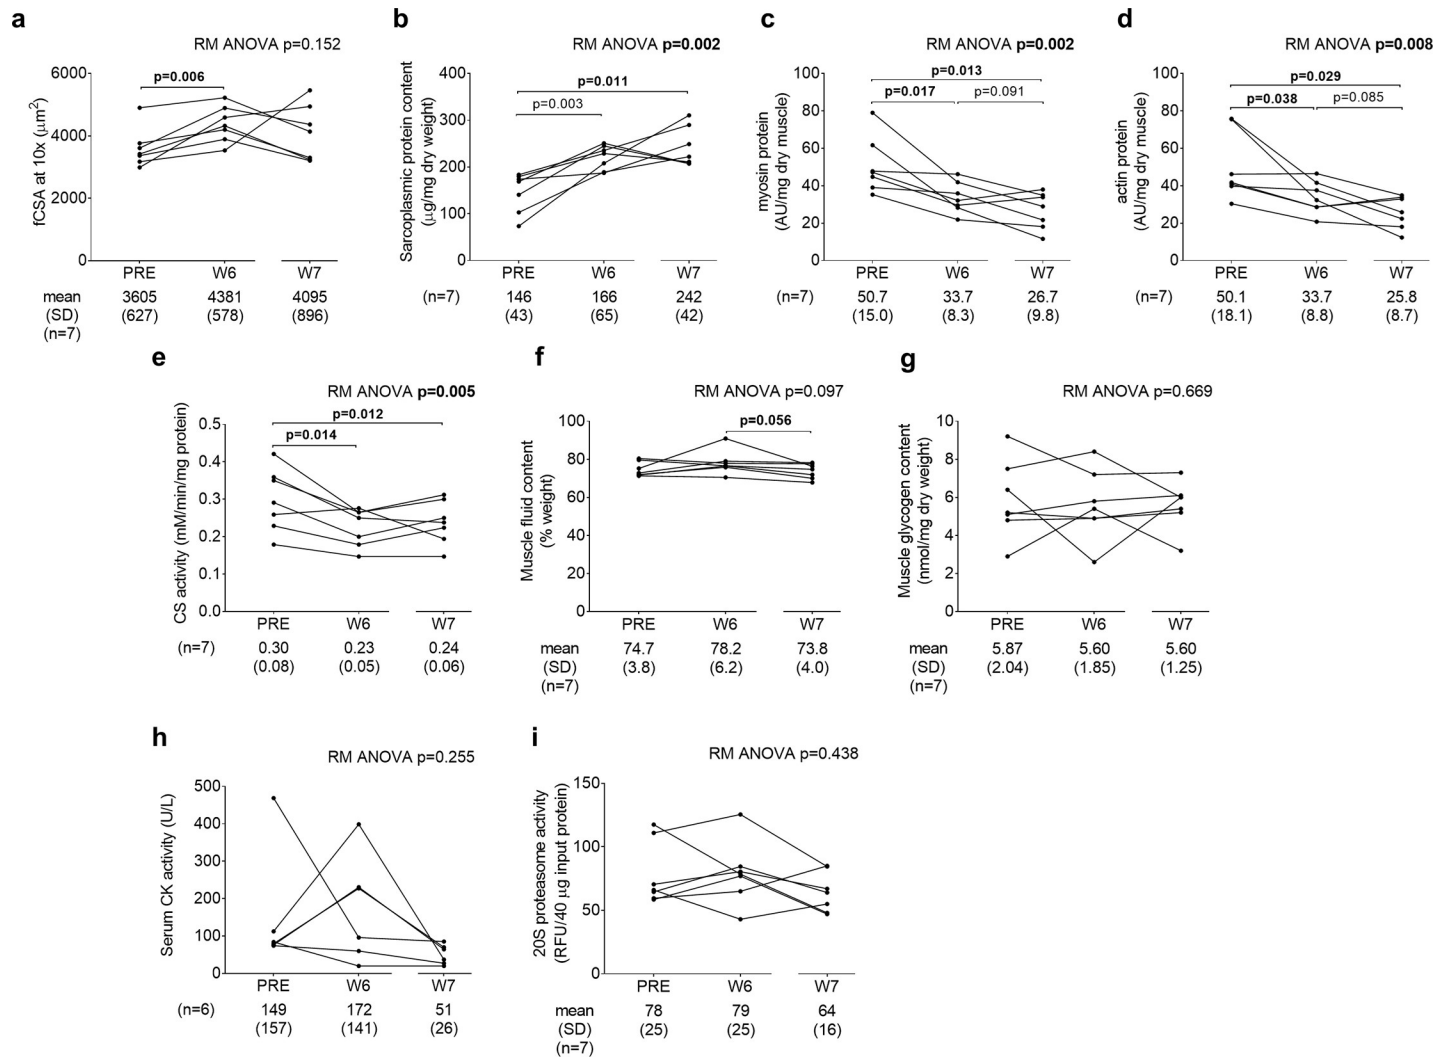 a
RM ANOVA p=0.152
fCSA at 10x (μm2)
6000
4000
2000
0
p=0.006
PRE W6 W7
mean 3605 4381 4095
(SD) (627) (578) (896)
(n=7)
b
RM ANOVA p=0.002
Sarcoplasmic protein content
(μg/mg dry weight)
400
300
200
100
0
p=0.011
p=0.003
PRE W6 W7
(n=7) 146 166 242
(43) (65) (42)
c
RM ANOVA p=0.002
myosin protein
(AU/mg dry muscle)
100
80
60
40
20
0
p=0.013
p=0.017 p=0.091
PRE W6 W7
(n=7) 50.7 33.7 26.7
(15.0) (8.3) (9.8)
d
RM ANOVA p=0.008
actin protein
(AU/mg dry muscle)
100
80
60
40
20
0
p=0.029
p=0.038 p=0.085
PRE W6 W7
(n=7) 50.1 33.7 25.8
(18.1) (8.8) (8.7)
e
RM ANOVA p=0.005
CS activity (mM/min/mg protein)
0.5
0.4
0.3
0.2
0.1
0.0
p=0.012
p=0.014
PRE W6 W7
(n=7) 0.30 0.23 0.24
(0.08) (0.05) (0.06)
f
RM ANOVA p=0.097
Muscle fluid content
(% weight)
100
80
60
40
20
0
p=0.056
PRE W6 W7
mean 74.7 78.2 73.8
(SD) (3.8) (6.2) (4.0)
(n=7)
g
RM ANOVA p=0.669
Muscle glycogen content
(nmol/mg dry weight)
10
8
6
4
2
0
PRE W6 W7
mean 5.87 5.60 5.60
(SD) (2.04) (1.85) (1.25)
(n=7)
h
RM ANOVA p=0.255
Serum CK activity (U/L)
500
400
300
200
100
0
PRE W6 W7
(n=6) 149 172 51
(157) (141) (26)
i
RM ANOVA p=0.438
20S proteasome activity
(RFU/40 μg input protein)
150
100
50
0
PRE W6 W7
mean 78 79 64
(SD) (25) (25) (16)
(n=7)